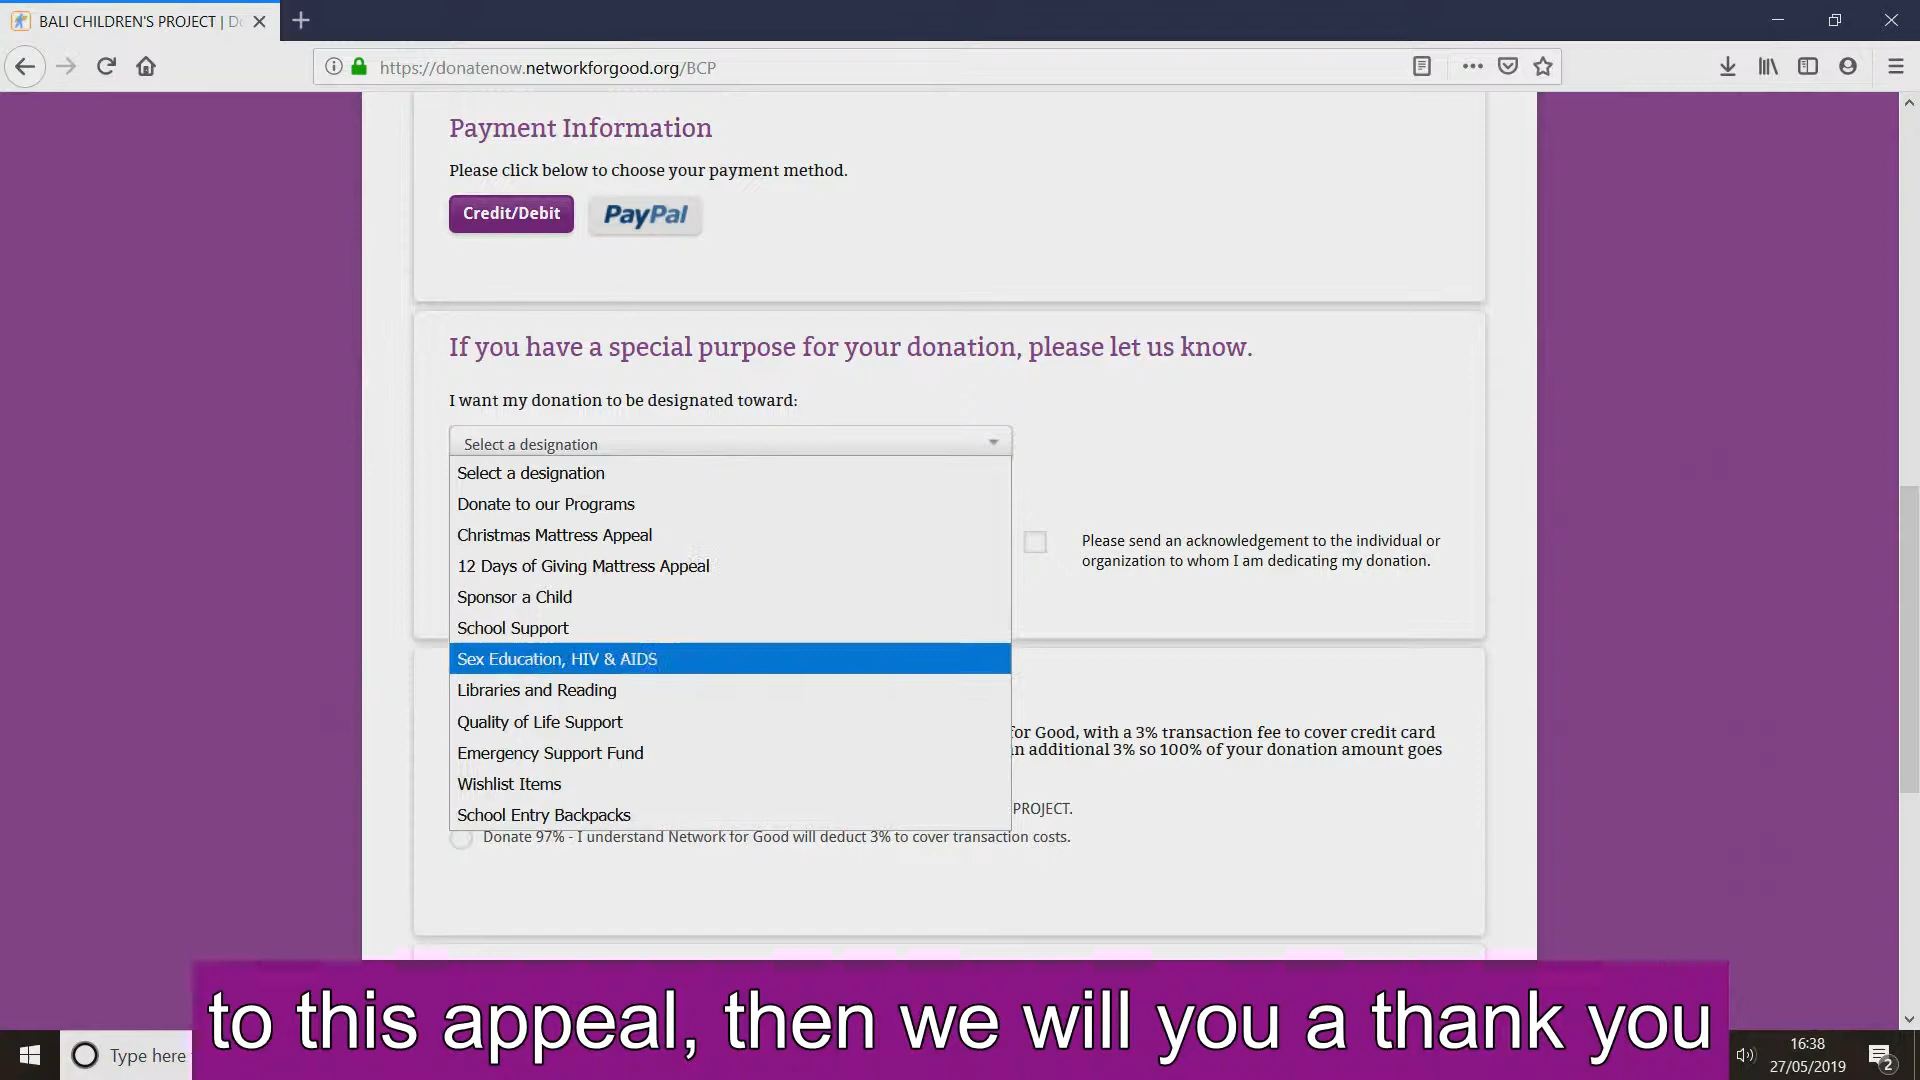 BALI CHILDREN'S PROJECT | Do
https://donatenow.networkforgood.org/BCP
Payment Information
Please click below to choose your payment method.
Credit/Debit
PayPal
If you have a special purpose for your donation, please let us know.
I want my donation to be designated toward:
Select a designation
Select a designation
Donate to our Programs
Christmas Mattress Appeal
12 Days of Giving Mattress Appeal
Sponsor a Child
School Support
Sex Education, HIV & AIDS
Libraries and Reading
Quality of Life Support
Emergency Support Fund
Wishlist Items
School Entry Backpacks
Please send an acknowledgement to the individual or
organization to whom I am dedicating my donation.
for Good, with a 3% transaction fee to cover credit card
an additional 3% so 100% of your donation amount goes
PROJECT.
Donate 97% - I understand Network for Good will deduct 3% to cover transaction costs.
to this appeal, then we will you a thank you
Type here
16:38
27/05/2019
2